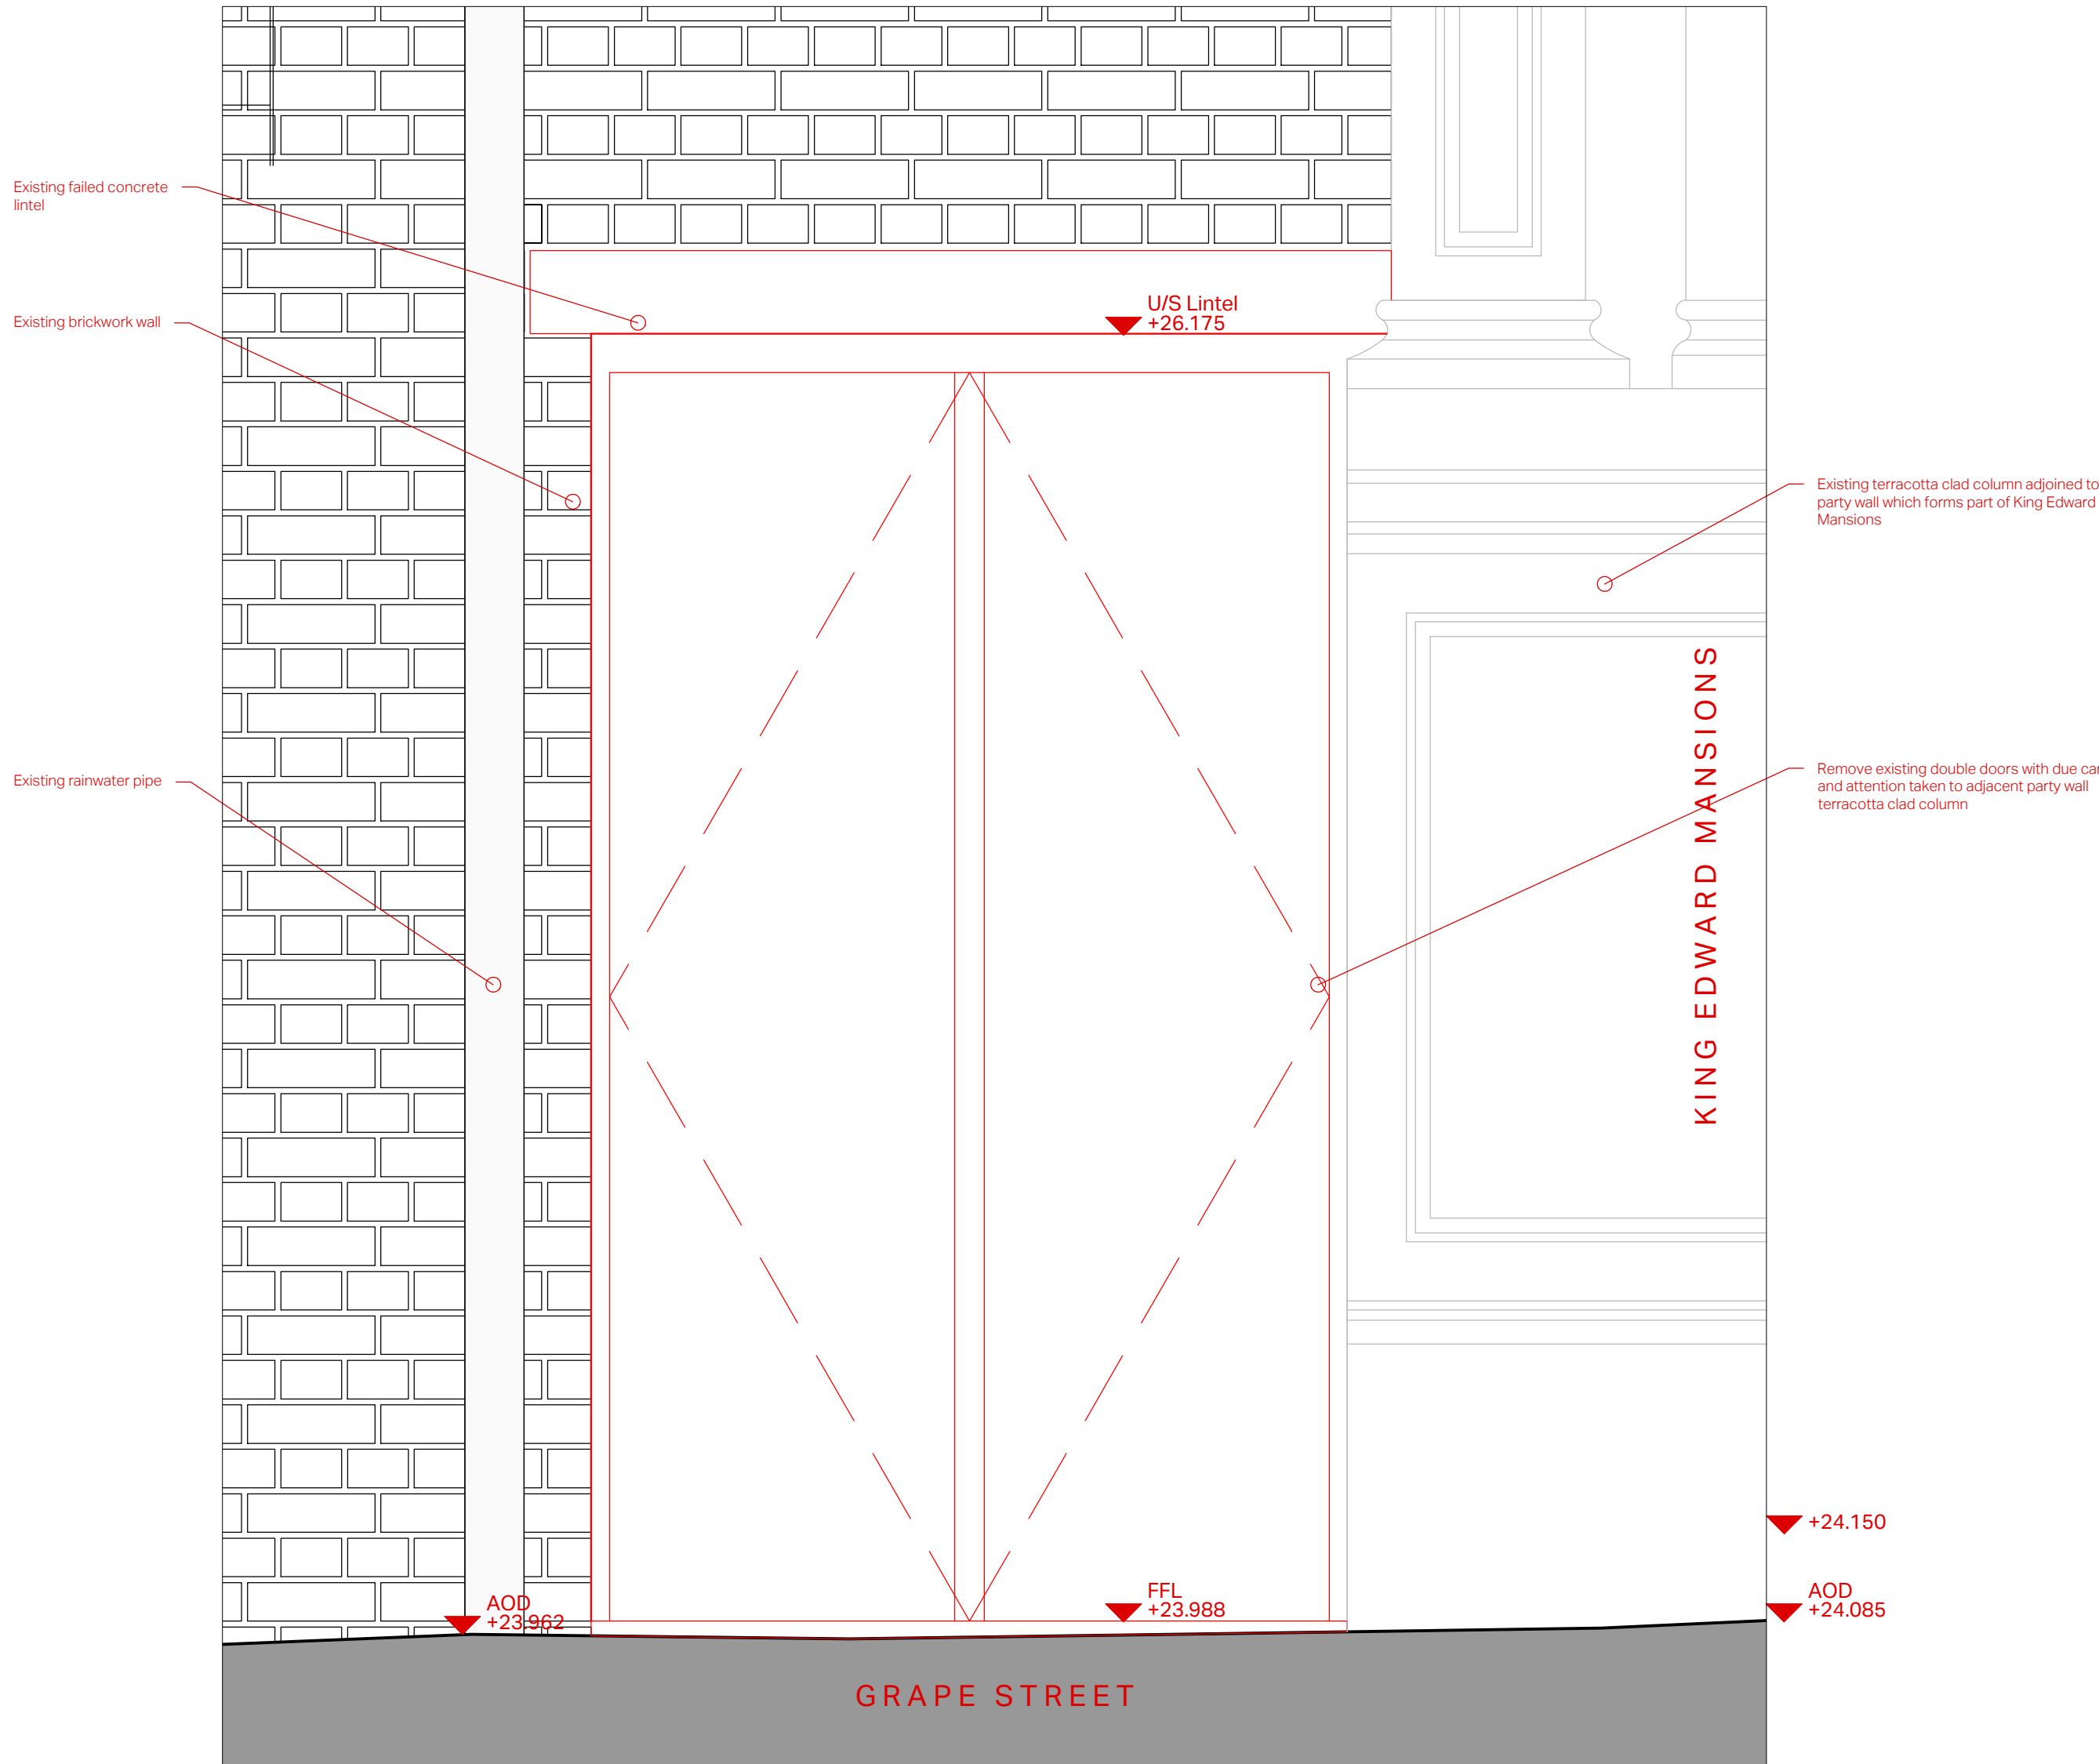 Existing failed concrete
lintel
U/S Lintel
+26.175
Existing brickwork wall
Existing terracotta clad column adjoined to
party wall which forms part of King Edward
Mansions
KING EDWARD MANSIONS
Existing rainwater pipe
Remove existing double doors with due
and attention taken to adjacent party wall
terracotta clad column
+24.150
AOD
+23.962
FFL
+23.988
AOD
+24.085
GRAPE STREET